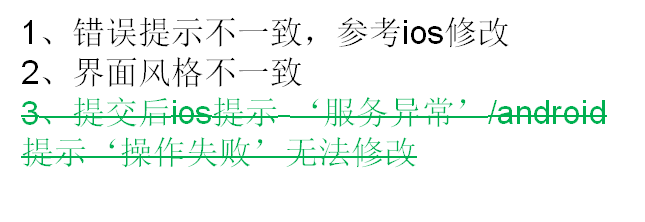 1、错误提示不一致，参考ios修改
2、界面风格不一致
3、提交后ios提示 ‘服务异常’/android
提示‘操作失败’无法修改